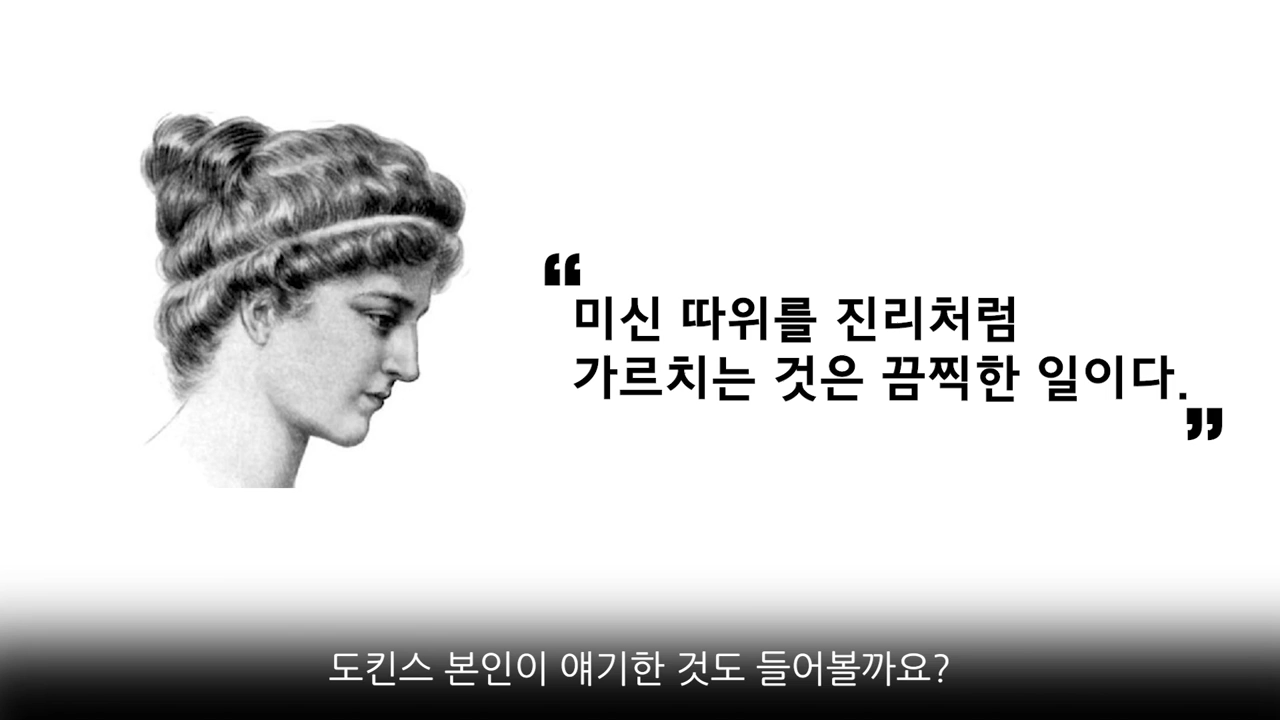 “미신 따위를 진리처럼
가르치는 것은 끔찍한 일이다.”
도킨스 본인이 얘기한 것도 들어볼까요?